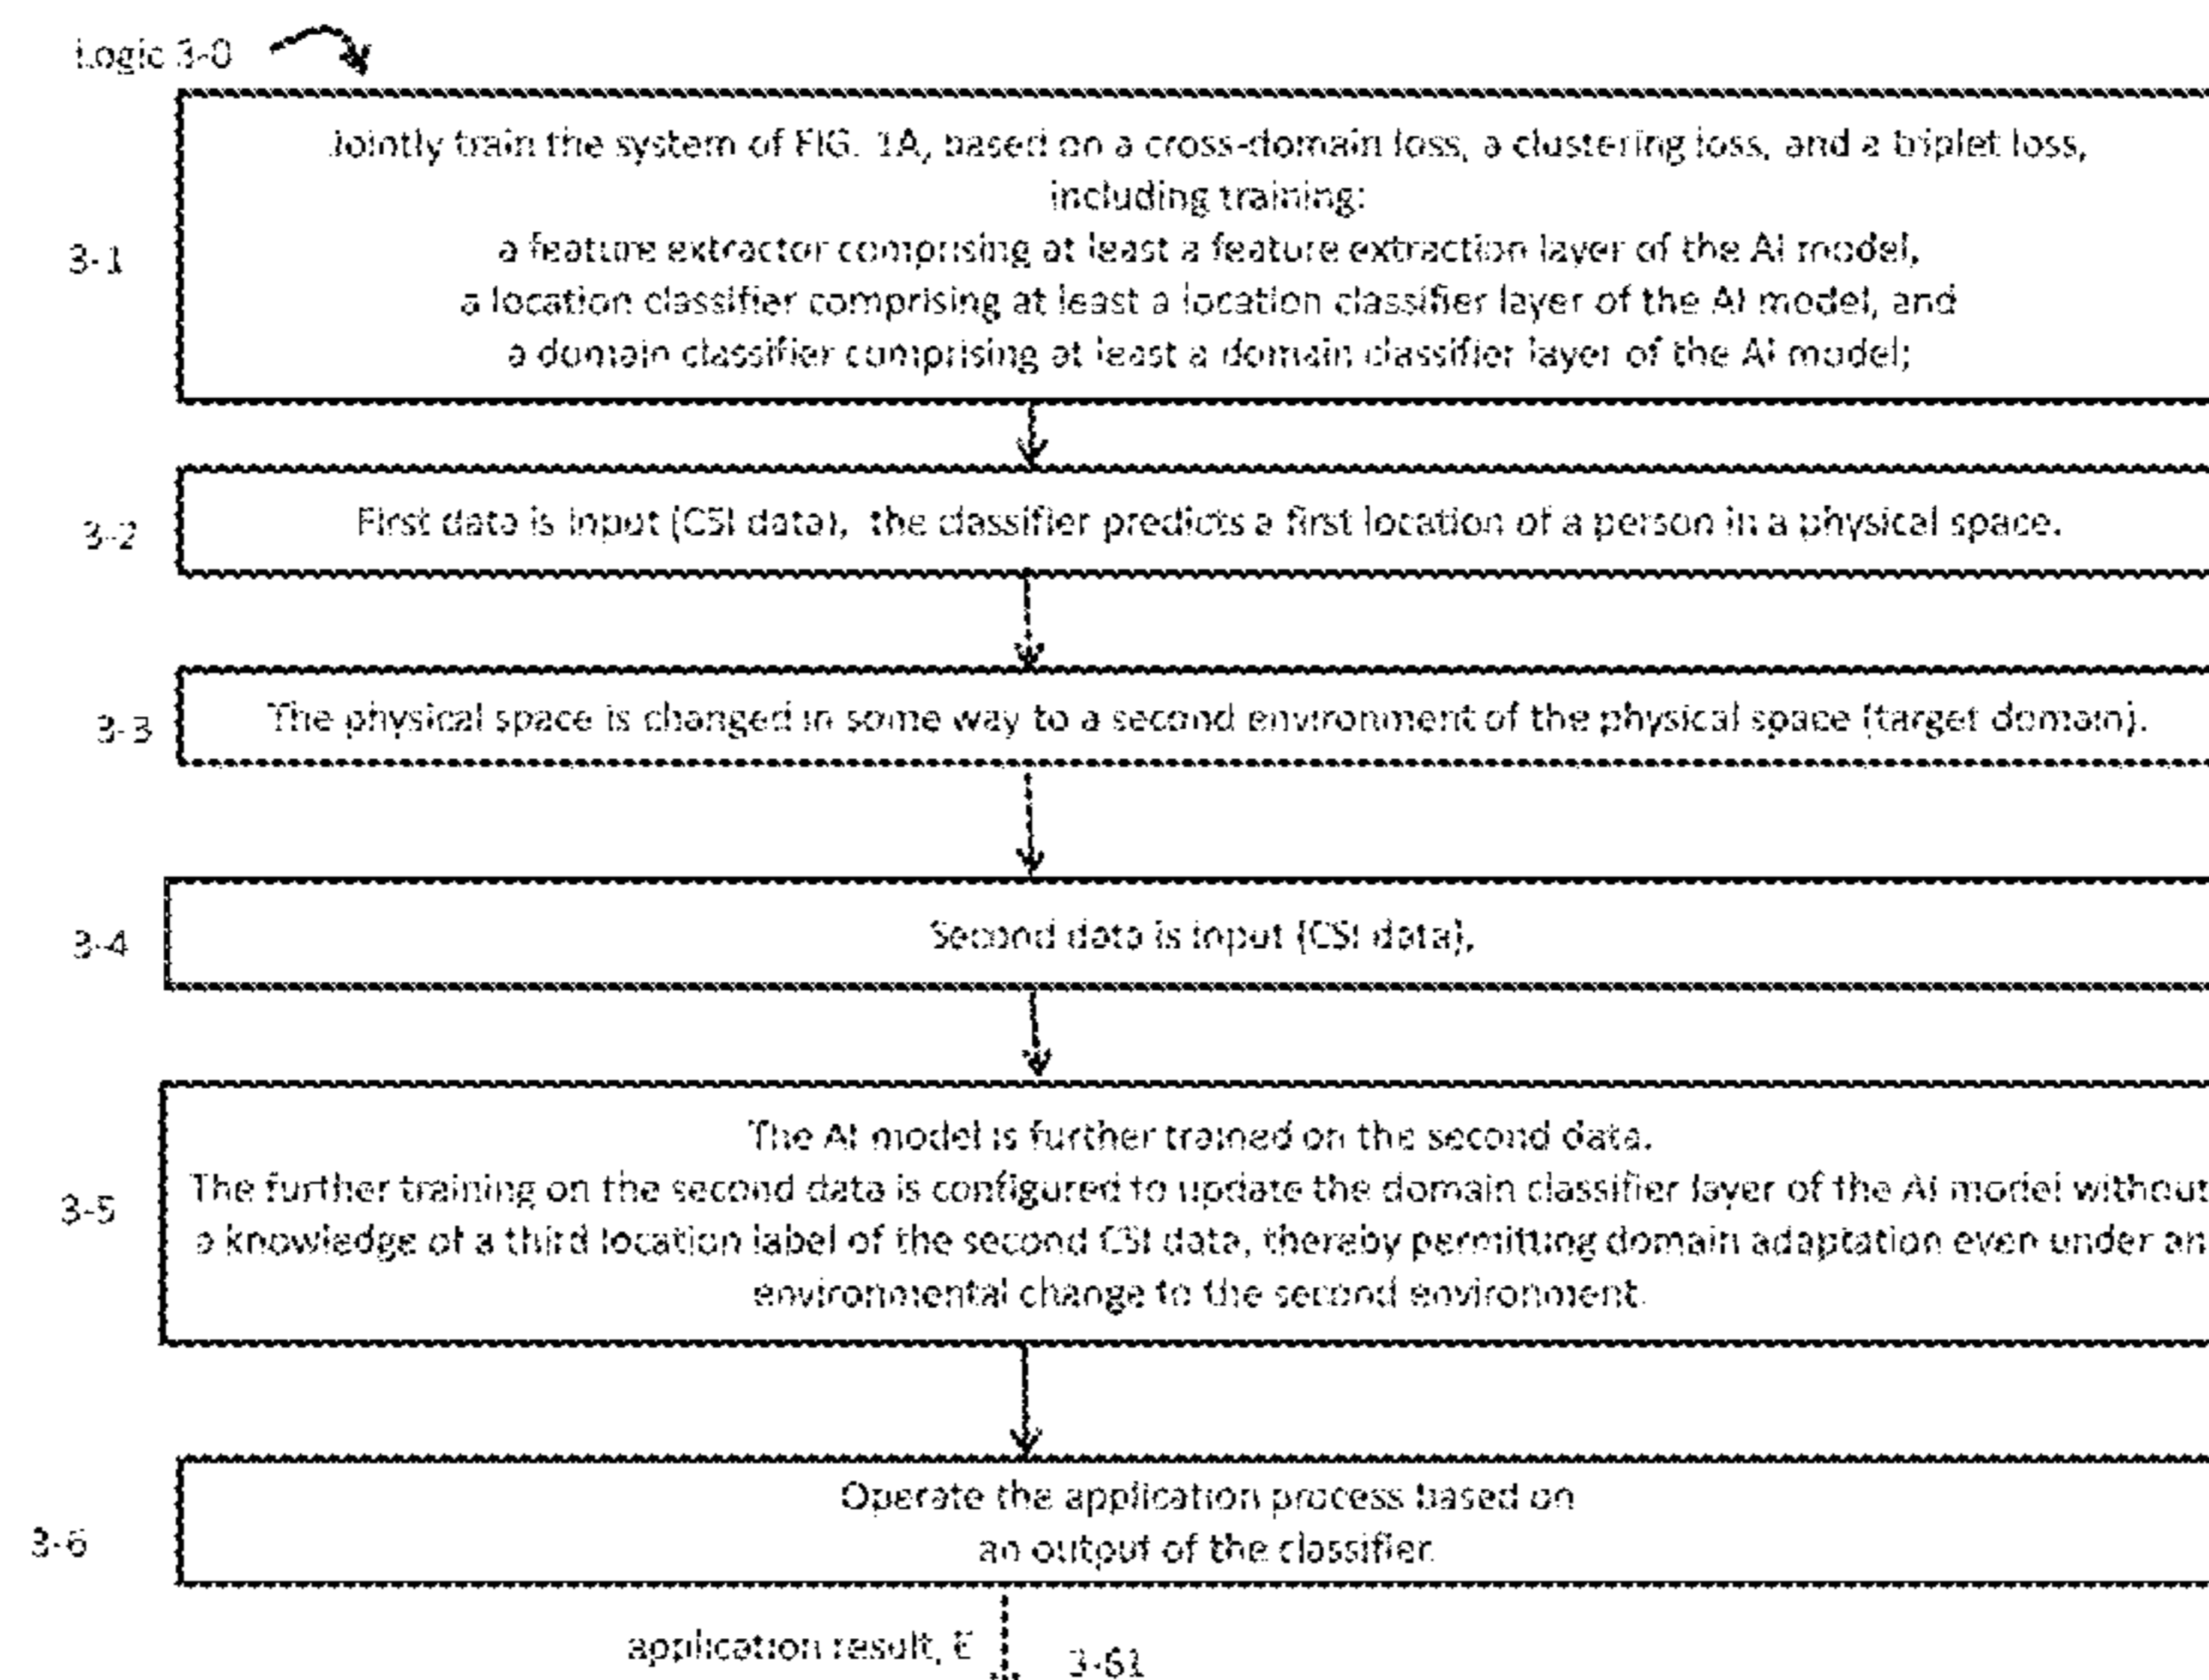 Logic 3-0
Jointly train the system of FIG. 1A, based on a cross-domain loss, a clustering loss, and a triplet loss,
including training:
a feature extractor comprising at least a feature extraction layer of the AI model,
a location classifier comprising at least a location classifier layer of the AI model, and
a domain classifier comprising at least a domain classifier layer of the AI model;
3-1
First data is input (CSI data), the classifier predicts a first location of a person in a physical space.
3-2
The physical space is changed in some way to a second environment of the physical space (target domain).
3-3
Second data is input (CSI data),
3-4
The AI model is further trained on the second data.
The further training on the second data is configured to update the domain classifier layer of the AI model without
a knowledge of a third location label of the second CSI data, thereby permitting domain adaptation even under an
environmental change to the second environment.
3-5
Operate the application process based on
an output of the classifier.
3-6
application result, E
3-61